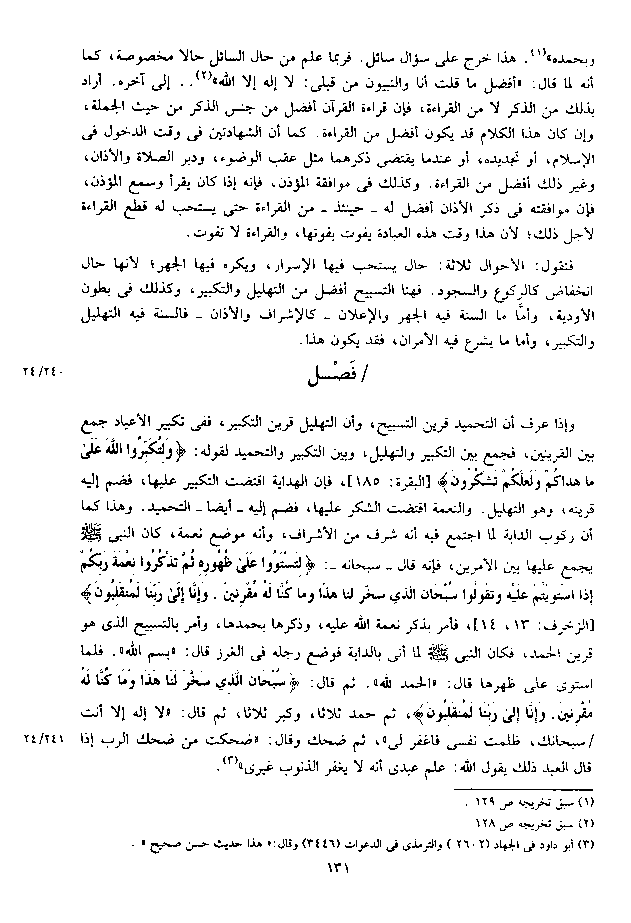 وبحمده»(١). هذا خرج على سؤال سائل. فربما علم من حال السائل حالا مخصوصة، كما
أنه لما قال: «أفضل ما قلت أنا والنبيون من قبلى: لا إله إلا الله»(٢).. إلى آخره. أراد
بذلك من الذكر لا من القراءة، فإن قراءة القرآن أفضل من جنس الذكر من حيث الجملة،
وإن كان هذا الكلام قد يكون أفضل من القراءة. كما أن الشهادتين فى وقت الدخول فى
الإسلام، أو تجديده، أو عندما يقتضى ذكرهما مثل عقب الوضوء، ودبر الصلاة والأذان،
وغير ذلك أفضل من القراءة. وكذلك فى موافقة المؤذن، فإنه إذا كان يقرأ وسمع المؤذن،
فإن موافقته فى ذكر الأذان أفضل له ـ حينئذ ـ من القراءة حتى يستحب له قطع القراءة
لأجل ذلك؛ لأن هذا وقت هذه العبادة يفوت بفوتها، والقراءة لا تفوت.
فنقول: الأحوال ثلاثة: حال يستحب فيها الإسرار، ويكره فيها الجهر؛ لأنها حال
انخفاض كالركوع والسجود. فهنا التسبيح أفضل من التهليل والتكبير، وكذلك فى بطون
الأودية، وأما ما السنة فيه الجهر والإعلان ـ كالإشراف والأذان ـ فالسنة فيه التهليل
والتكبير، وأما ما يشرع فيه الأمران، فقد يكون هذا.
/ فَصْــل
٢٤/٢٤٠
وإذا عرف أن التحميد قرين التسبيح، وأن التهليل قرين التكبير، ففى تكبير الأعياد جمع
بين القرينين، فجمع بين التكبير والتهليل، وبين التكبير والتحميد لقوله: ﴿وَلِتُكَبِّرُوا اللَّهَ عَلَىٰ
مَا هَدَاكُمْ وَلَعَلَّكُمْ تَشْكُرُونَ﴾ [البقرة: ١٨٥]، فإن الهداية اقتضت التكبير عليها، فضم إليه
قرينه، وهو التهليل. والنعمة اقتضت الشكر عليها، فضم إليه ـ أيضا ـ التحميد. وهذا كما
أن ركوب الدابة لما اجتمع فيه أنه شرف من الأشراف، وأنه موضع نعمة، كان النبى ﷺ
يجمع عليها بين الأمرين، فإنه قال ـ سبحانه ـ: ﴿لِتَسْتَوُوا عَلَىٰ ظُهُورِهِ ثُمَّ تَذْكُرُوا نِعْمَةَ رَبِّكُمْ
إِذَا اسْتَوَيْتُمْ عَلَيْهِ وَتَقُولُوا سُبْحَانَ الَّذِي سَخَّرَ لَنَا هَٰذَا وَمَا كُنَّا لَهُ مُقْرِنِينَ . وَإِنَّا إِلَىٰ رَبِّنَا لَمُنقَلِبُونَ﴾
[الزخرف: ١٣، ١٤]، فأمر بذكر نعمة الله عليه، وذكرها بحمدها، وأمر بالتسبيح الذى هو
قرين الحمد، فكان النبى ﷺ لما أتى بالدابة فوضع رجله فى الغرز قال: «بسم الله». فلما
استوى على ظهرها قال: «الحمد لله». ثم قال: ﴿سُبْحَانَ الَّذِي سَخَّرَ لَنَا هَٰذَا وَمَا كُنَّا لَهُ
مُقْرِنِينَ . وَإِنَّا إِلَىٰ رَبِّنَا لَمُنقَلِبُونَ﴾، ثم حمد ثلاثا، وكبر ثلاثا، ثم قال: «لا إله إلا أنت
/سبحانك، ظلمت نفسى فاغفر لى»، ثم ضحك وقال: «ضحكت من ضحك الرب إذا
٢٤/٢٤١
قال العبد ذلك يقول الله: علم عبدى أنه لا يغفر الذنوب غيرى»(٣).
(١) سبق تخريجه ص ١٢٩ .
(٢) سبق تخريجه ص ١٢٨
(٣) أبو داود فى الجهاد (٢٦٠٢) والترمذى فى الدعوات (٣٤٤٦) وقال: «هذا حديث حسن صحيح» .
١٣١